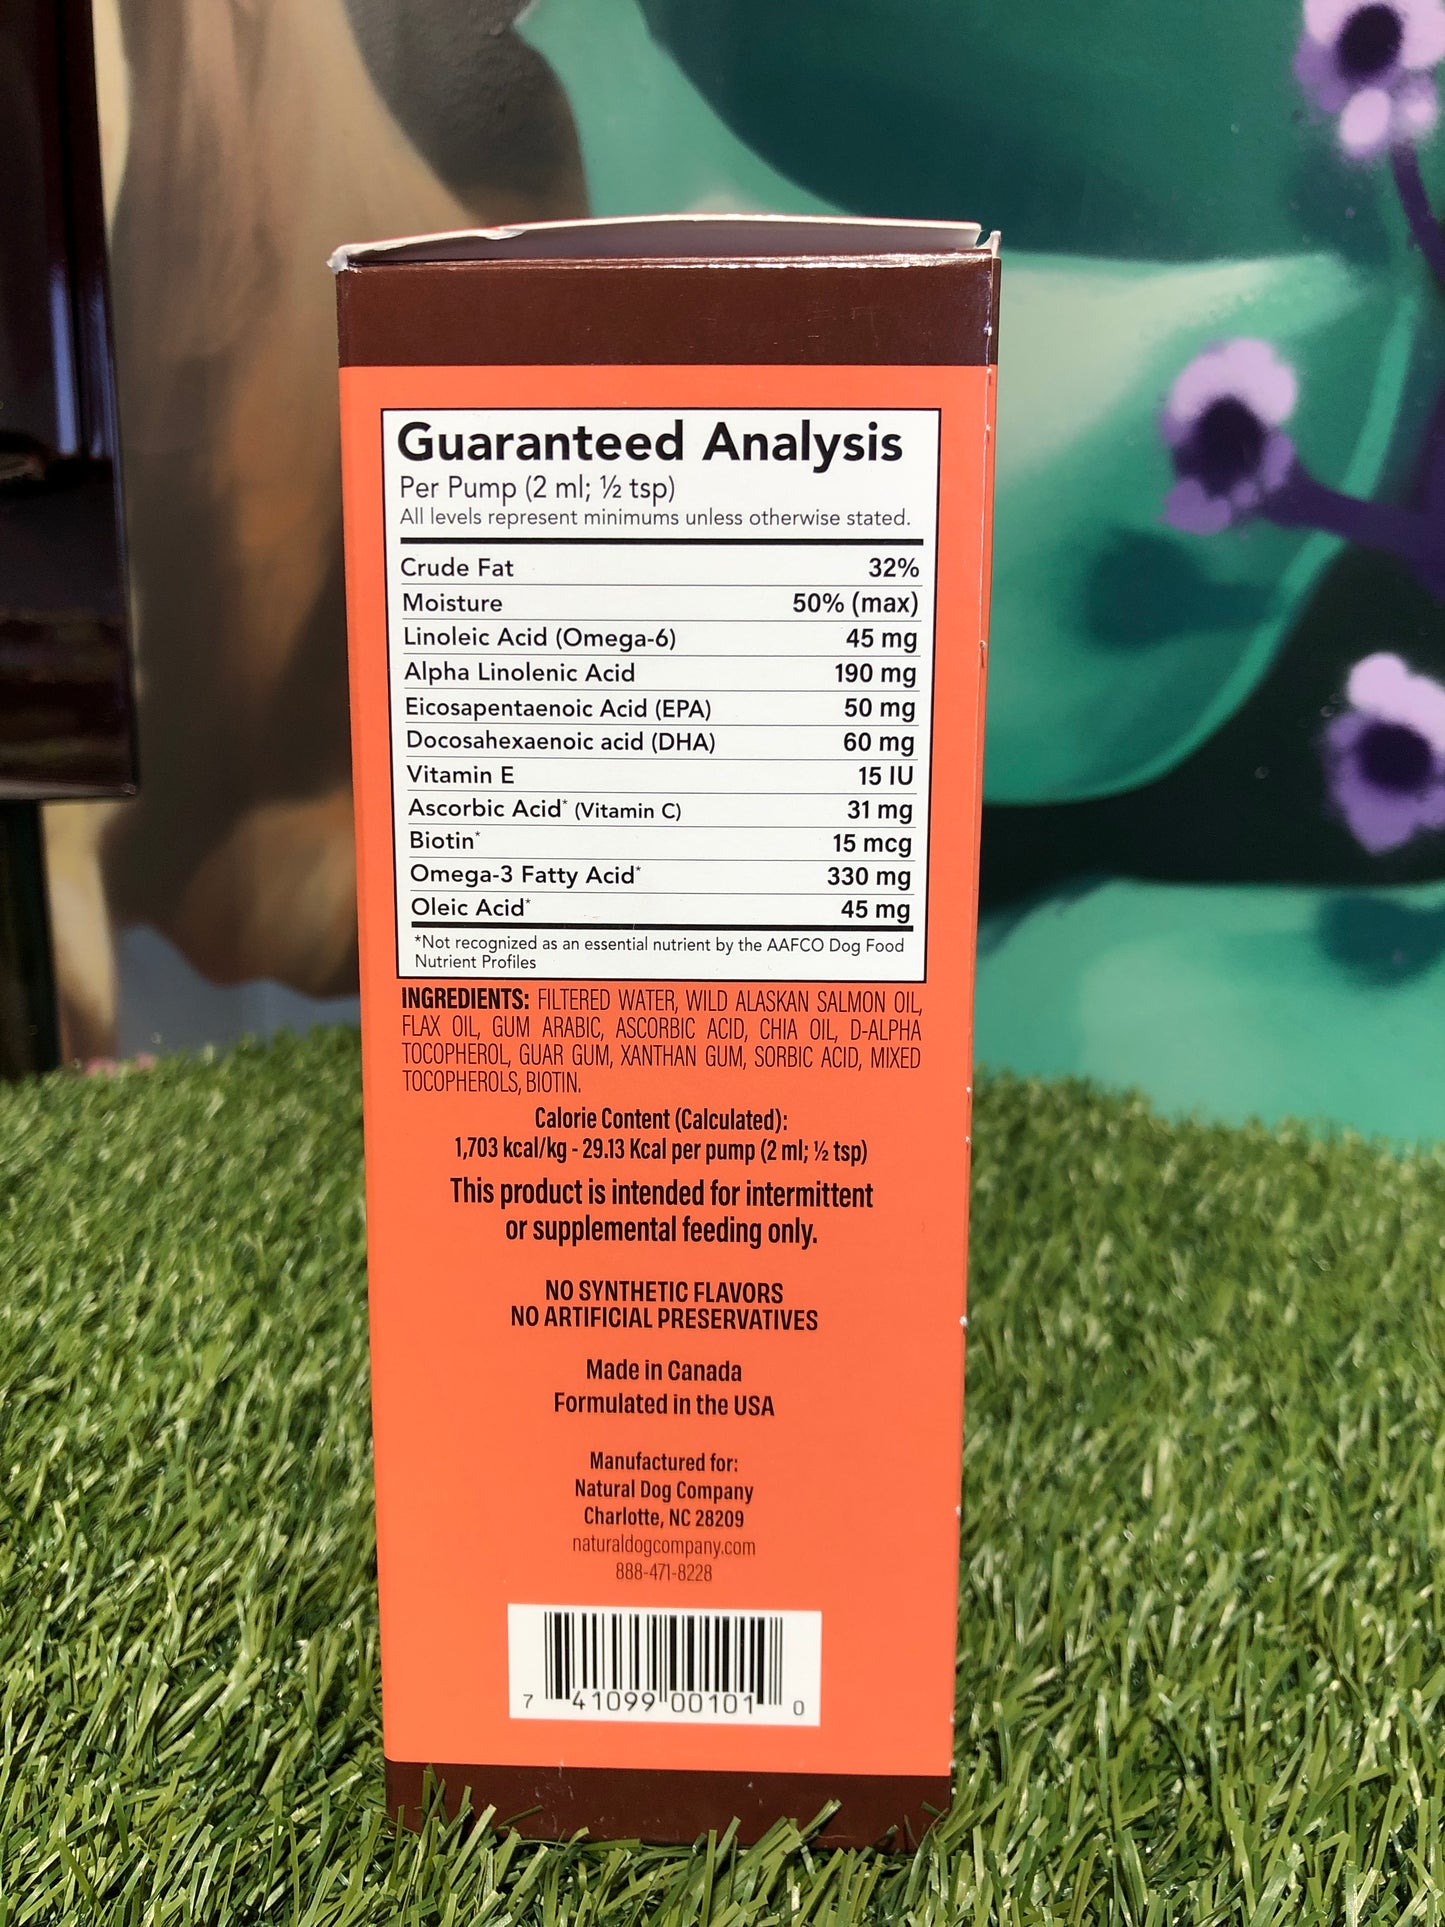 Guaranteed Analysis
Per Pump (2 ml; ½ tsp)
All levels represent minimums unless otherwise stated.
Crude Fat 32%
Moisture 50% (max)
Linoleic Acid (Omega-6) 45 mg
Alpha Linolenic Acid 190 mg
Eicosapentaenoic Acid (EPA) 50 mg
Docosahexaenoic acid (DHA) 60 mg
Vitamin E 15 IU
Ascorbic Acid* (Vitamin C) 31 mg
Biotin* 15 mcg
Omega-3 Fatty Acid* 330 mg
Oleic Acid* 45 mg
*Not recognized as an essential nutrient by the AAFCO Dog Food
Nutrient Profiles
INGREDIENTS: FILTERED WATER, WILD ALASKAN SALMON OIL,
FLAX OIL, GUM ARABIC, ASCORBIC ACID, CHIA OIL, D-ALPHA
TOCOPHEROL, GUAR GUM, XANTHAN GUM, SORBIC ACID, MIXED
TOCOPHEROLS, BIOTIN.
Calorie Content (Calculated):
1,703 kcal/kg - 29.13 Kcal per pump (2 ml; ½ tsp)
This product is intended for intermittent
or supplemental feeding only.
NO SYNTHETIC FLAVORS
NO ARTIFICIAL PRESERVATIVES
Made in Canada
Formulated in the USA
Manufactured for:
Natural Dog Company
Charlotte, NC 28209
naturaldogcompany.com
888-471-8228
7 41099 00101 0